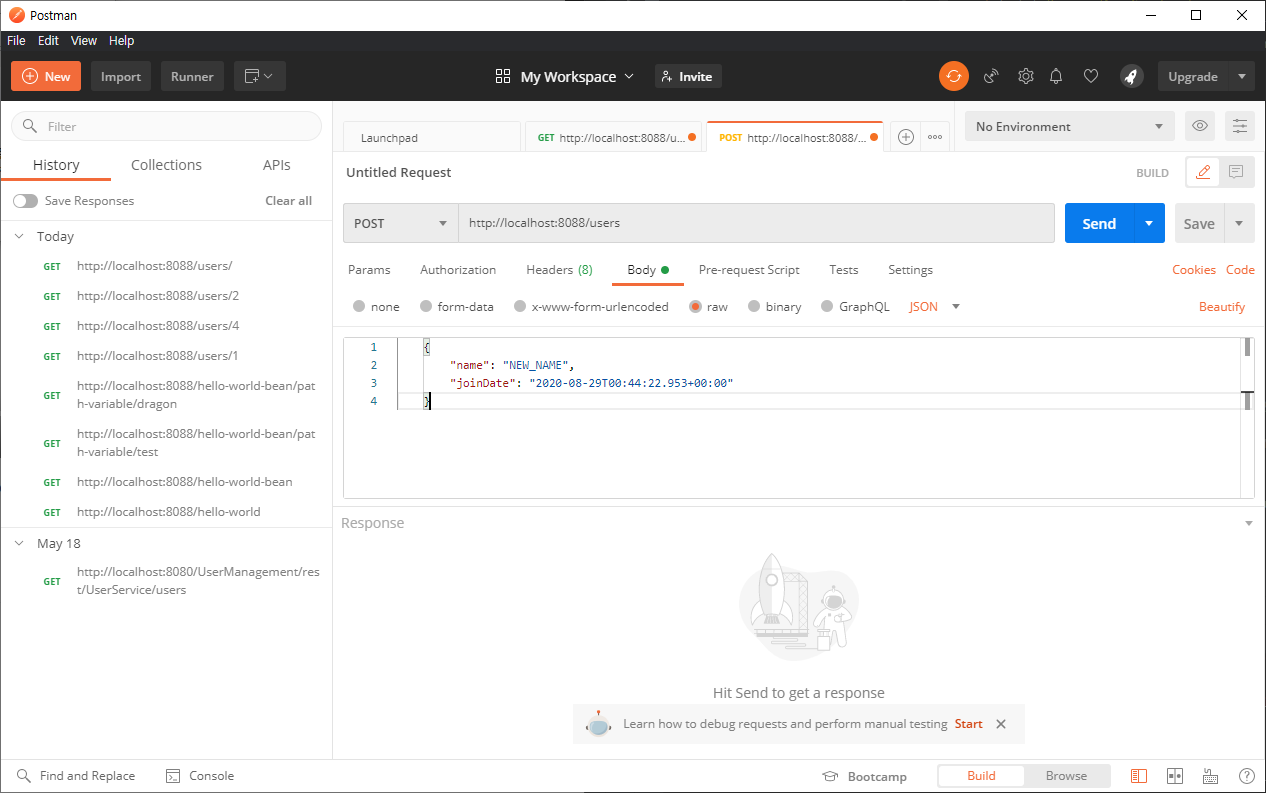 Postman
File Edit View Help
New Import Runner My Workspace Invite Upgrade
Filter
History Collections APIs
Save Responses Clear all
Today
GET http://localhost:8088/users/
GET http://localhost:8088/users/2
GET http://localhost:8088/users/4
GET http://localhost:8088/users/1
GET http://localhost:8088/hello-world-bean/pat
h-variable/dragon
GET http://localhost:8088/hello-world-bean/pat
h-variable/test
GET http://localhost:8088/hello-world-bean
GET http://localhost:8088/hello-world
May 18
GET http://localhost:8080/UserManagement/res
t/UserService/users
Launchpad GET http://localhost:8088/u... POST http://localhost:8088/... No Environment
Untitled Request BUILD
POST http://localhost:8088/users Send Save
Params Authorization Headers (8) Body Pre-request Script Tests Settings Cookies Code
none form-data x-www-form-urlencoded raw binary GraphQL JSON Beautify
1 {
2 "name": "NEW_NAME",
3 "joinDate": "2020-08-29T00:44:22.953+00:00"
4 }
Response
Hit Send to get a response
Learn how to debug requests and perform manual testing Start
Find and Replace Console Bootcamp Build Browse